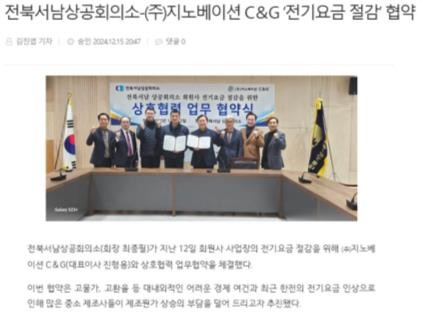 전북서남상공회의소-(주)지노베이션 C&G '전기요금 절감' 협약
김진엽 기자
승인 2024.12.15 20:47
댓글 0
전북서남상공회의소
(주)지노베이션 C&G
전북서남 상공회의소 회원사 전기요금 절감을 위한
상호협력 업무 협약식
전북서남상공회의소(회장 최종필)가 지난 12일 회원사 사업장의 전기요금 절감을 위해 ㈜지노베
이션 C&G(대표이사 진형용)와 상호협력 업무협약을 체결했다.
이번 협약은 고물가, 고환율 등 대내외적인 어려운 경제 여건과 최근 한전의 전기요금 인상으로
인해 많은 중소 제조사들이 제조원가 상승의 부담을 덜어 드리고자 추진됐다.